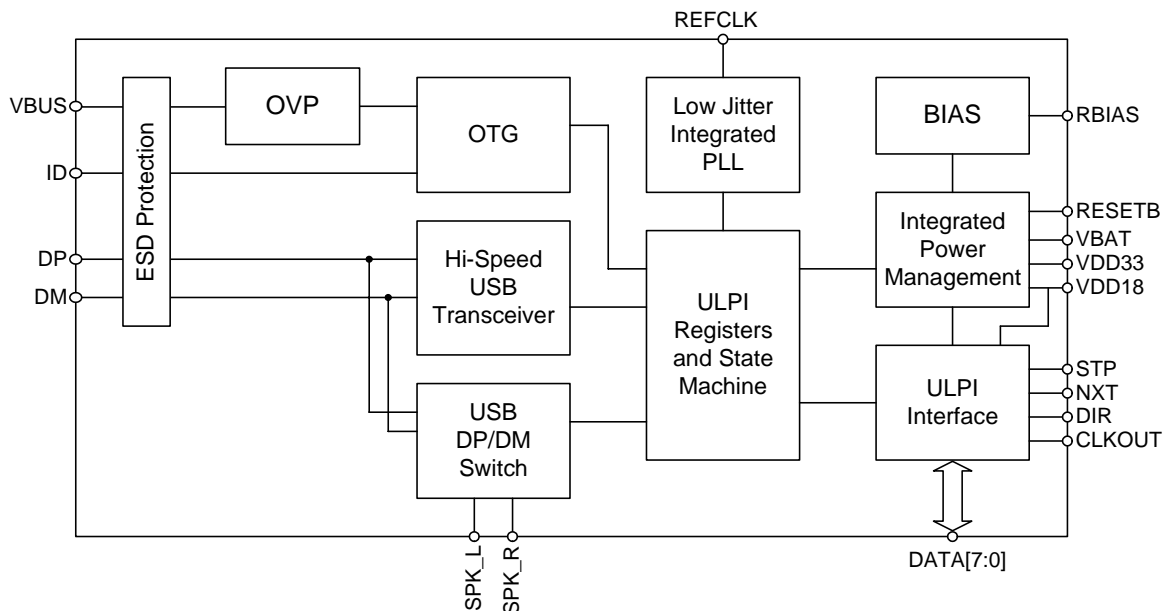 REFCLK
VBUS
ID
DP
DM
ESD Protection
OVP
OTG
Hi-Speed
USB
Transceiver
USB
DP/DM
Switch
SPK_L
SPK_R
Low Jitter
Integrated
PLL
ULPI
Registers
and State
Machine
BIAS
Integrated
Power
Management
ULPI
Interface
RBIAS
RESETB
VBAT
VDD33
VDD18
STP
NXT
DIR
CLKOUT
DATA[7:0]